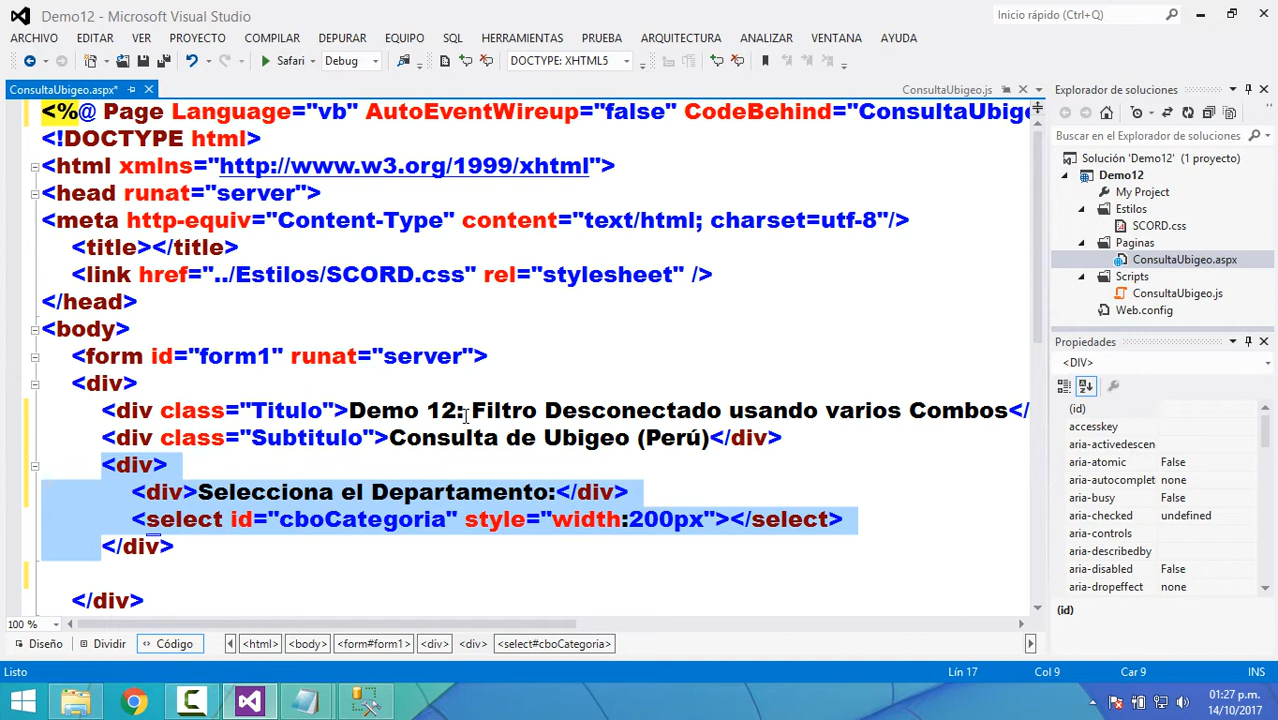 Demo12 - Microsoft Visual Studio
Inicio rápido (Ctrl+Q)
ARCHIVO EDITAR VER PROYECTO COMPILAR DEPURAR EQUIPO SQL HERRAMIENTAS PRUEBA ARQUITECTURA ANALIZAR VENTANA AYUDA
Safari Debug DOCTYPE: XHTML5
ConsultaUbigeo.aspx*
ConsultaUbigeo.js
<%@ Page Language="vb" AutoEventWireup="false" CodeBehind="ConsultaUbige
<!DOCTYPE html>
<html xmlns="http://www.w3.org/1999/xhtml">
<head runat="server">
<meta http-equiv="Content-Type" content="text/html; charset=utf-8"/>
<title></title>
<link href="../Estilos/SCORD.css" rel="stylesheet" />
</head>
<body>
<form id="form1" runat="server">
<div>
<div class="Titulo">Demo 12: Filtro Desconectado usando varios Combos</
<div class="Subtitulo">Consulta de Ubigeo (Perú)</div>
<div>
<div>Selecciona el Departamento:</div>
<select id="cboCategoria" style="width:200px"></select>
</div>
</div>
100 %
Diseño Dividir Código <html> <body> <form#form1> <div> <div> <select#cboCategoria>
Explorador de soluciones
Buscar en el Explorador de soluciones
Solución 'Demo12' (1 proyecto)
Demo12
My Project
Estilos
SCORD.css
Paginas
ConsultaUbigeo.aspx
Scripts
ConsultaUbigeo.js
Web.config
Propiedades
<DIV>
(id)
accesskey
aria-activedescen
aria-atomic False
aria-autocomplet none
aria-busy False
aria-checked undefined
aria-controls
aria-describedby
aria-disabled False
aria-dropeffect none
(id)
Listo Lín 17 Col 9 Car 9 INS
01:27 p.m.
14/10/2017